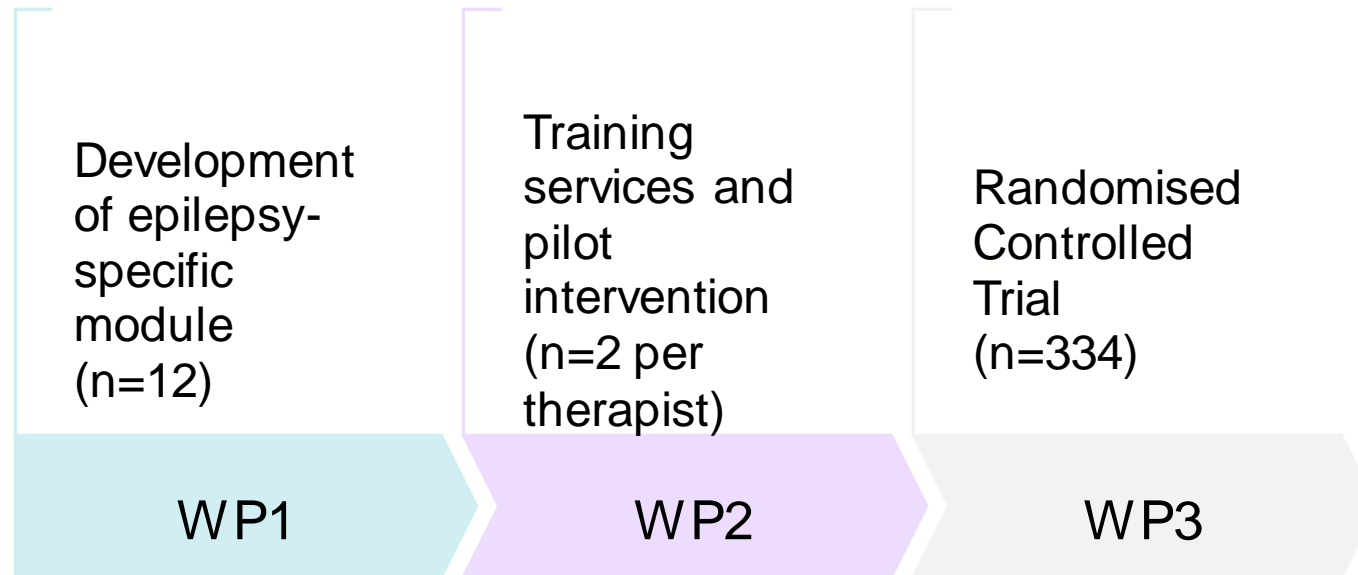 Development
of epilepsy-
specific
module
(n=12)
Training
services and
pilot
intervention
(n=2 per
therapist)
Randomised
Controlled
Trial
(n=334)
WP1
WP2
WP3